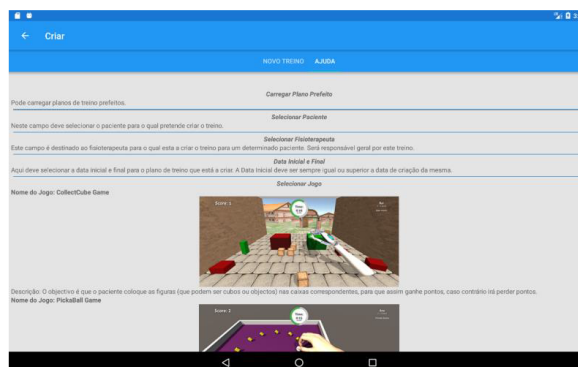 Criar
NOVO TREINO AJUDA
Carregar Plano Prefeito
Pode carregar planos de treino prefeitos.
Selecionar Paciente
Neste campo deve selecionar o paciente para o qual pretende criar o treino.
Selecionar Fisioterapeuta
Este campo é destinado ao fisioterapeuta para o qual esta a criar o treino para um determinado paciente. Será responsável geral por este treino.
Data Inicial e Final
Aqui deve selecionar a data inicial e final para o plano de treino que está a criar. A Data Inicial deve ser sempre igual ou superior a data de criação da mesma.
Selecionar Jogo
Nome do Jogo: CollectCube Game
Score: 1
Time:
Descrição: O objectivo é que o paciente coloque as figuras (que podem ser cubos ou objectos) nas caixas correspondentes, para que assim ganhe pontos, caso contrário irá perder pontos.
Nome do Jogo: PicksBall Game
Score: 2
Time: